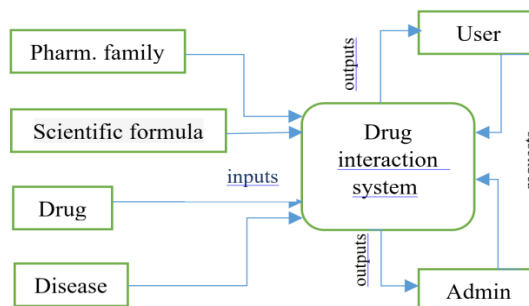 User
outputs
Pharm. family
Scientific formula
Drug
interaction
system
inputs
Drug
outputs
Disease
Admin